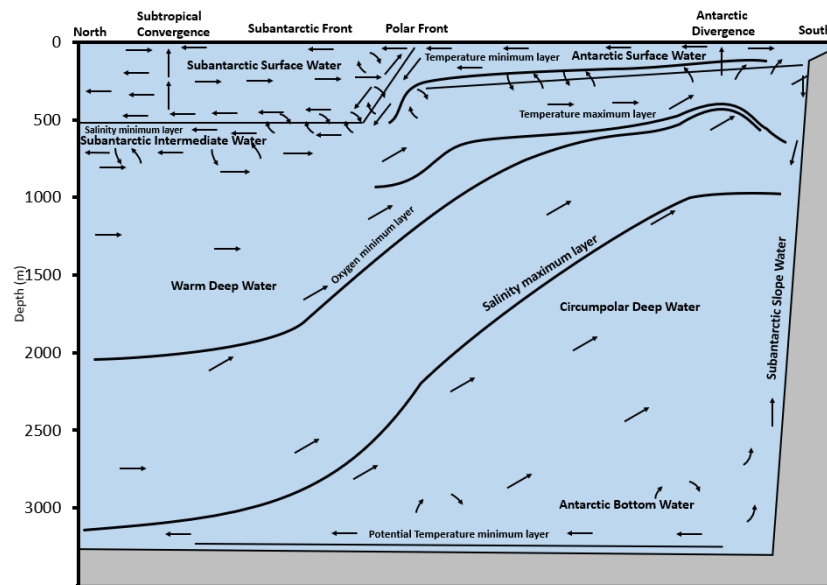 North
Subtropical
Convergence
Subantarctic Front
Polar Front
Antarctic
Divergence
South
0
500
1000
1500
2000
2500
3000
Depth (m)
Subantarctic Surface Water
Temperature minimum layer
Antarctic Surface Water
Temperature maximum layer
Salinity minimum layer
Subantarctic Intermediate Water
Oxygen minimum layer
Salinity maximum layer
Warm Deep Water
Circumpolar Deep Water
Subantarctic Slope Water
Antarctic Bottom Water
Potential Temperature minimum layer